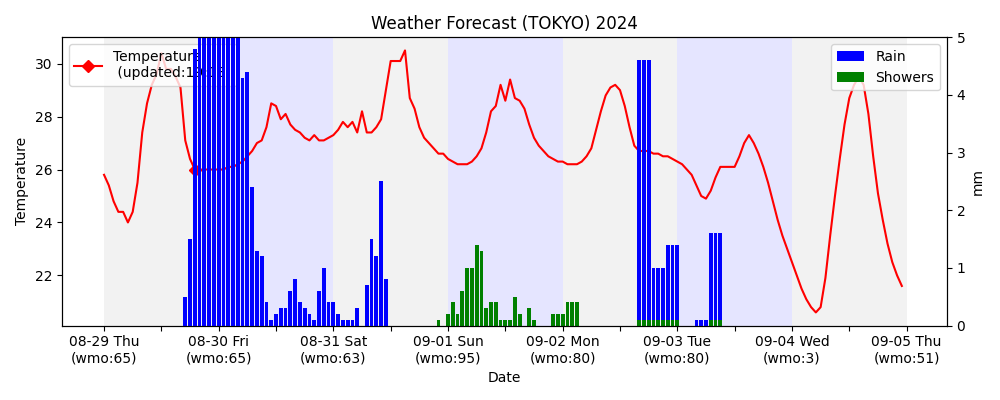 Weather Forecast (TOKYO) 2024
Temperature
(updated:
Rain
Showers
Temperature
30
28
26
24
22
5
4
3
2
1
0
mm
08-29 Thu 08-30 Fri 08-31 Sat 09-01 Sun 09-02 Mon 09-03 Tue 09-04 Wed 09-05 Thu
(wmo:65) (wmo:65) (wmo:63) (wmo:95) (wmo:80) (wmo:80) (wmo:3) (wmo:51)
Date